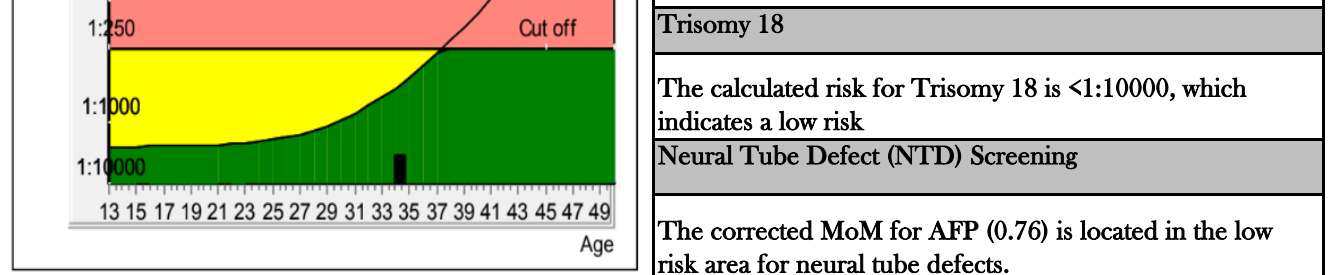 1:250
Cut off
1:1000
1:10000
13 15 17 19 21 23 25 27 29 31 33 35 37 39 41 43 45 47 49
Age
Trisomy 18
The calculated risk for Trisomy 18 is <1:10000, which
indicates a low risk
Neural Tube Defect (NTD) Screening
The corrected MoM for AFP (0.76) is located in the low
risk area for neural tube defects.